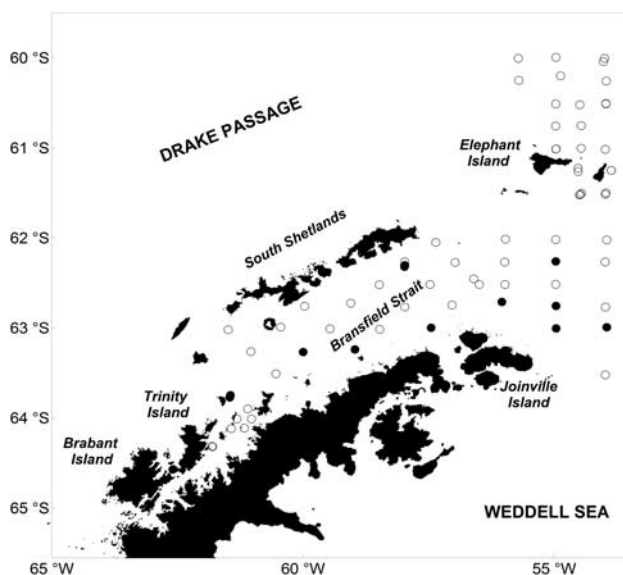 60 °S
DRAKE PASSAGE
61 °S
Elephant
Island
62 °S
South Shetlands
Bransfield Strait
63 °S
Trinity
Island
Joinville
Island
64 °S
Brabant
Island
65 °S
WEDDELL SEA
65 °W
60 °W
55 °W